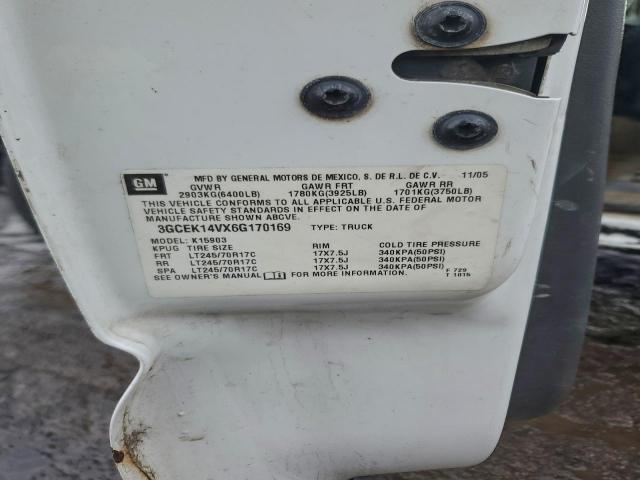 GM MFD BY GENERAL MOTORS DE MEXICO, S. DE R.L. DE C.V. 11/05
GVWR GAWR FRT GAWR RR
2903KG(6400LB) 1780KG(3925LB) 1701KG(3750LB)
THIS VEHICLE CONFORMS TO ALL APPLICABLE U.S. FEDERAL MOTOR
VEHICLE SAFETY STANDARDS IN EFFECT ON THE DATE OF
MANUFACTURE SHOWN ABOVE.
3GCEK14VX6G170169 TYPE: TRUCK
MODEL: K15903
KPUG TIRE SIZE RIM COLD TIRE PRESSURE
FRT LT245/70R17C 17X7.5J 340KPA(50PSI)
RR LT245/70R17C 17X7.5J 340KPA(50PSI)
SPA LT245/70R17C 17X7.5J 340KPA(50PSI)
SEE OWNER'S MANUAL FOR MORE INFORMATION.
F 729
T 1015